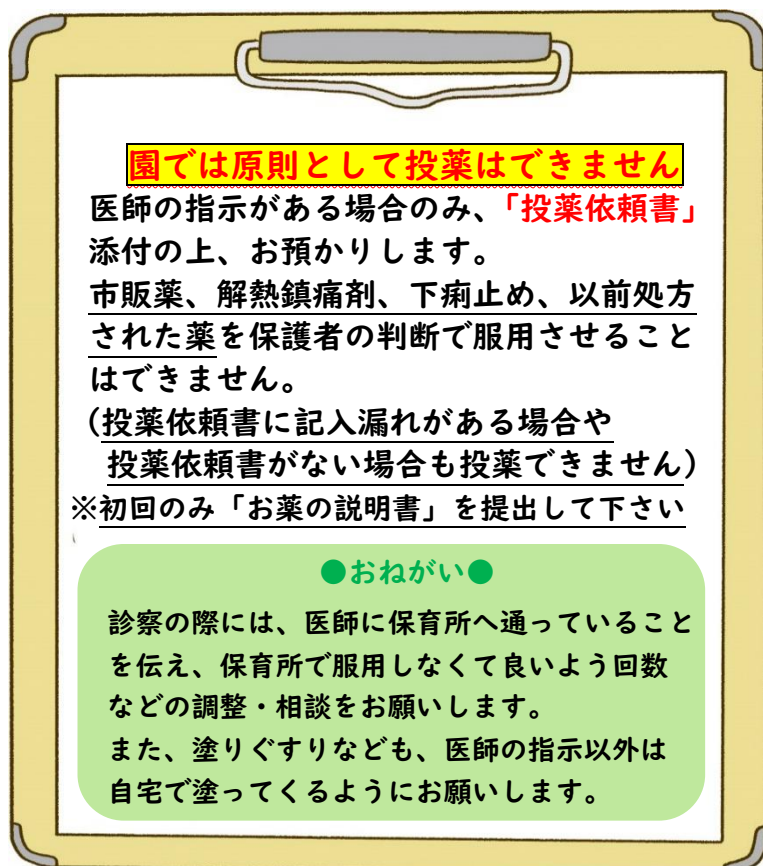 園では原則として投薬はできません
医師の指示がある場合のみ、「投薬依頼書」
添付の上、お預かりします。
市販薬、解熱鎮痛剤、下痢止め、以前処方
された薬を保護者の判断で服用させること
はできません。
(投薬依頼書に記入漏れがある場合や
投薬依頼書がない場合も投薬できません)
※初回のみ「お薬の説明書」を提出して下さい
●おねがい●
診察の際には、医師に保育所へ通っていること
を伝え、保育所で服用しなくて良いよう回数
などの調整・相談をお願いします。
また、塗りぐすりなども、医師の指示以外は
自宅で塗ってくるようにお願いします。